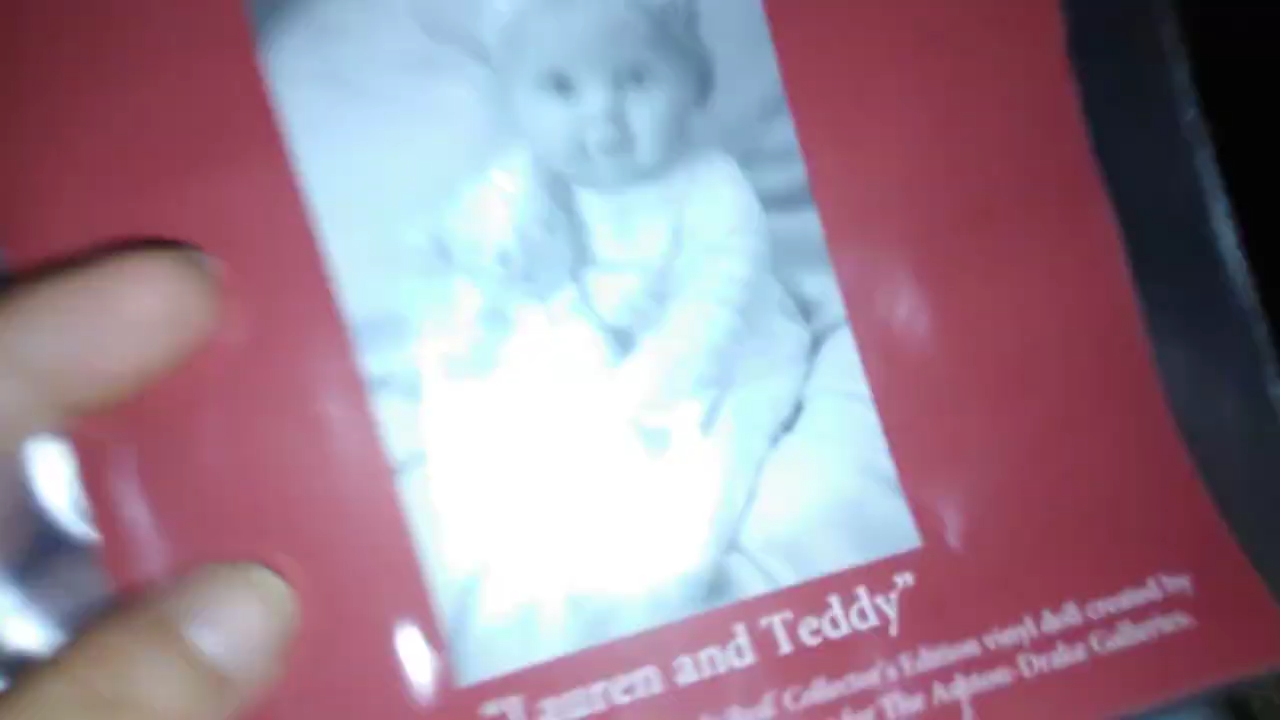 "Lauren and Teddy"
Collector's Edition vinyl doll created by
for The Ashton-Drake Galleries.